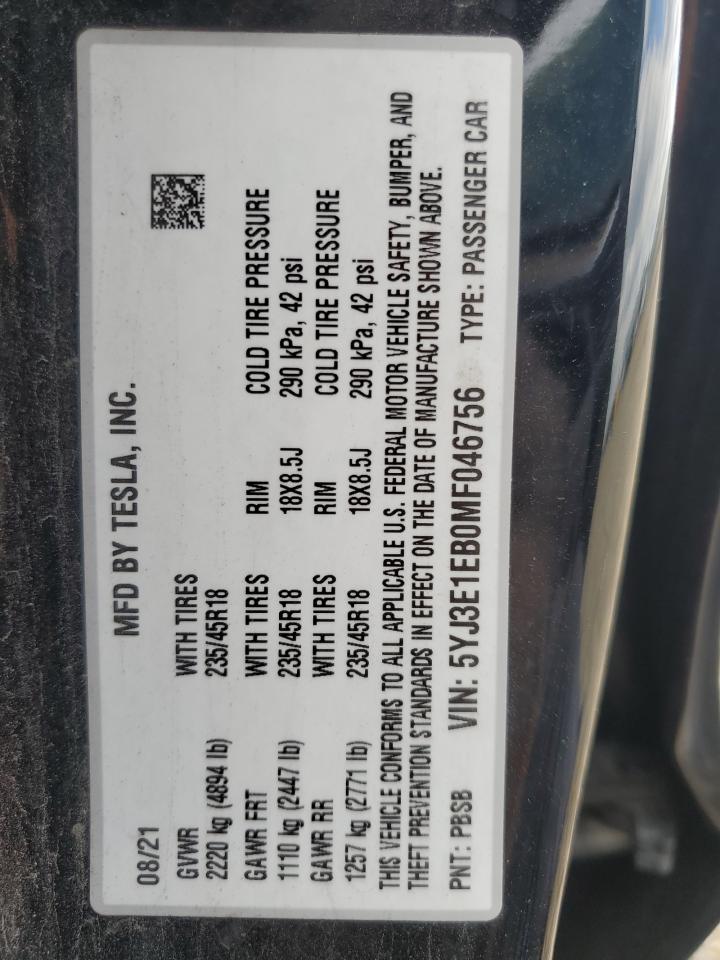 MFD BY TESLA, INC.
08/21
GVWR WITH TIRES
2220 kg (4894 lb) 235/45R18
GAWR FRT WITH TIRES RIM COLD TIRE PRESSURE
1110 kg (2447 lb) 235/45R18 18X8.5J 290 kPa, 42 psi
GAWR RR WITH TIRES RIM COLD TIRE PRESSURE
1257 kg (2771 lb) 235/45R18 18X8.5J 290 kPa, 42 psi
THIS VEHICLE CONFORMS TO ALL APPLICABLE U.S. FEDERAL MOTOR VEHICLE SAFETY, BUMPER, AND
THEFT PREVENTION STANDARDS IN EFFECT ON THE DATE OF MANUFACTURE SHOWN ABOVE.
PNT: PBSB VIN: 5YJ3E1EB0MF046756 TYPE: PASSENGER CAR